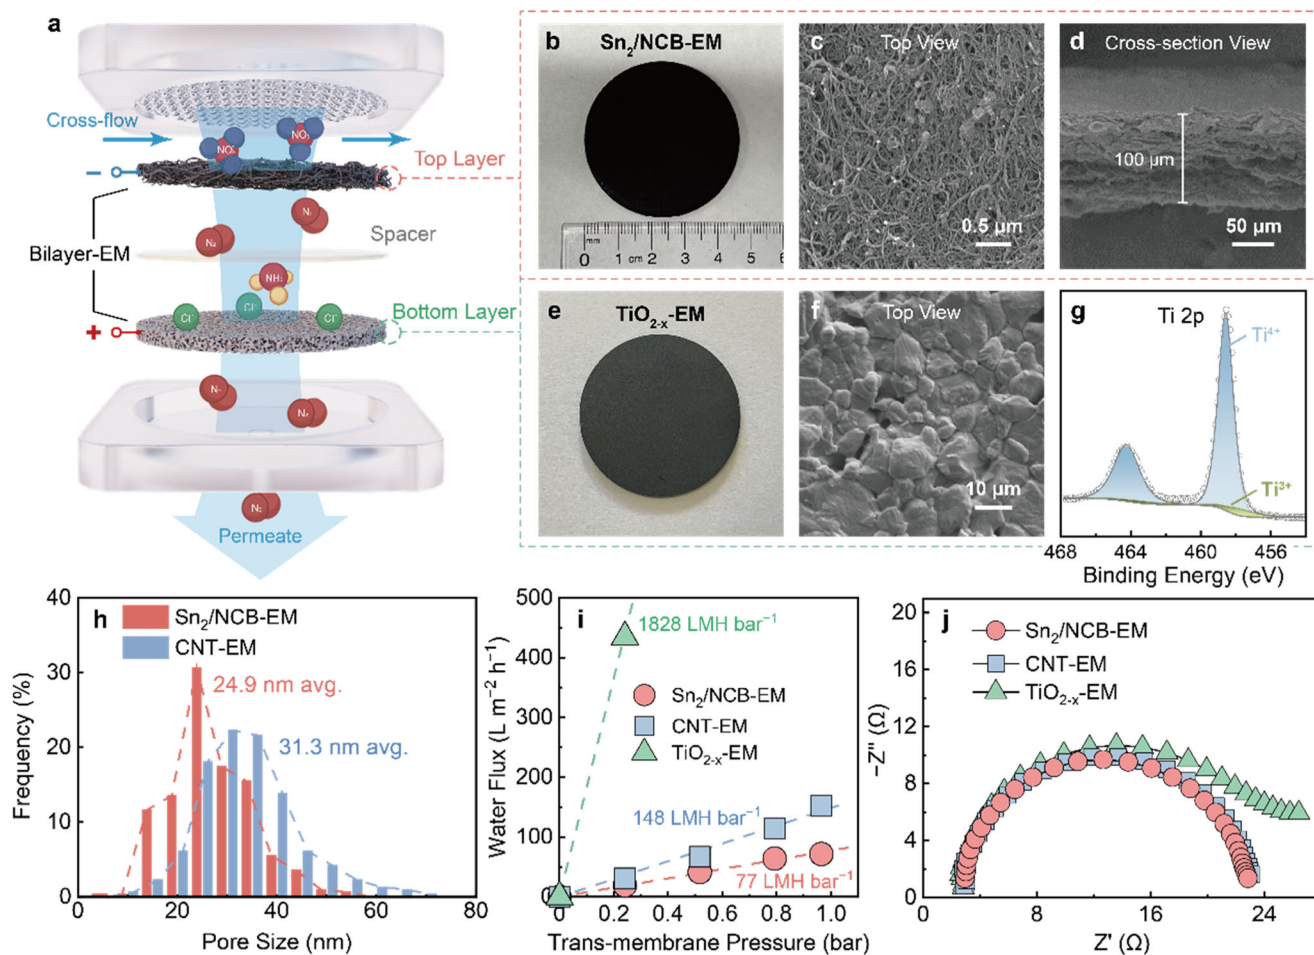 a
Cross-flow
NO₃⁻
Top Layer
−
N₂
Bilayer-EM
Spacer
N₂
NH₃
Cl⁻
Cl⁻
Cl⁻
Bottom Layer
+
N₂
N₂
N₂
Permeate
b
Sn₂/NCB-EM
mm
0 1 cm 2 3 4 5 6
c
Top View
0.5 µm
d
Cross-section View
100 µm
50 µm
e
TiO₂₋ₓ-EM
f
Top View
10 µm
g
Ti 2p
Ti⁴⁺
Ti³⁺
468 464 460 456
Binding Energy (eV)
h
Sn₂/NCB-EM
CNT-EM
24.9 nm avg.
31.3 nm avg.
40
30
20
10
0
Frequency (%)
0 20 40 60 80
Pore Size (nm)
i
1828 LMH bar⁻¹
Sn₂/NCB-EM
CNT-EM
TiO₂₋ₓ-EM
148 LMH bar⁻¹
77 LMH bar⁻¹
500
400
300
200
100
0
Water Flux (L m⁻² h⁻¹)
0 0.2 0.4 0.6 0.8 1.0
Trans-membrane Pressure (bar)
j
Sn₂/NCB-EM
CNT-EM
TiO₂₋ₓ-EM
20
16
12
8
4
0
−Z" (Ω)
0 8 16 24
Z' (Ω)